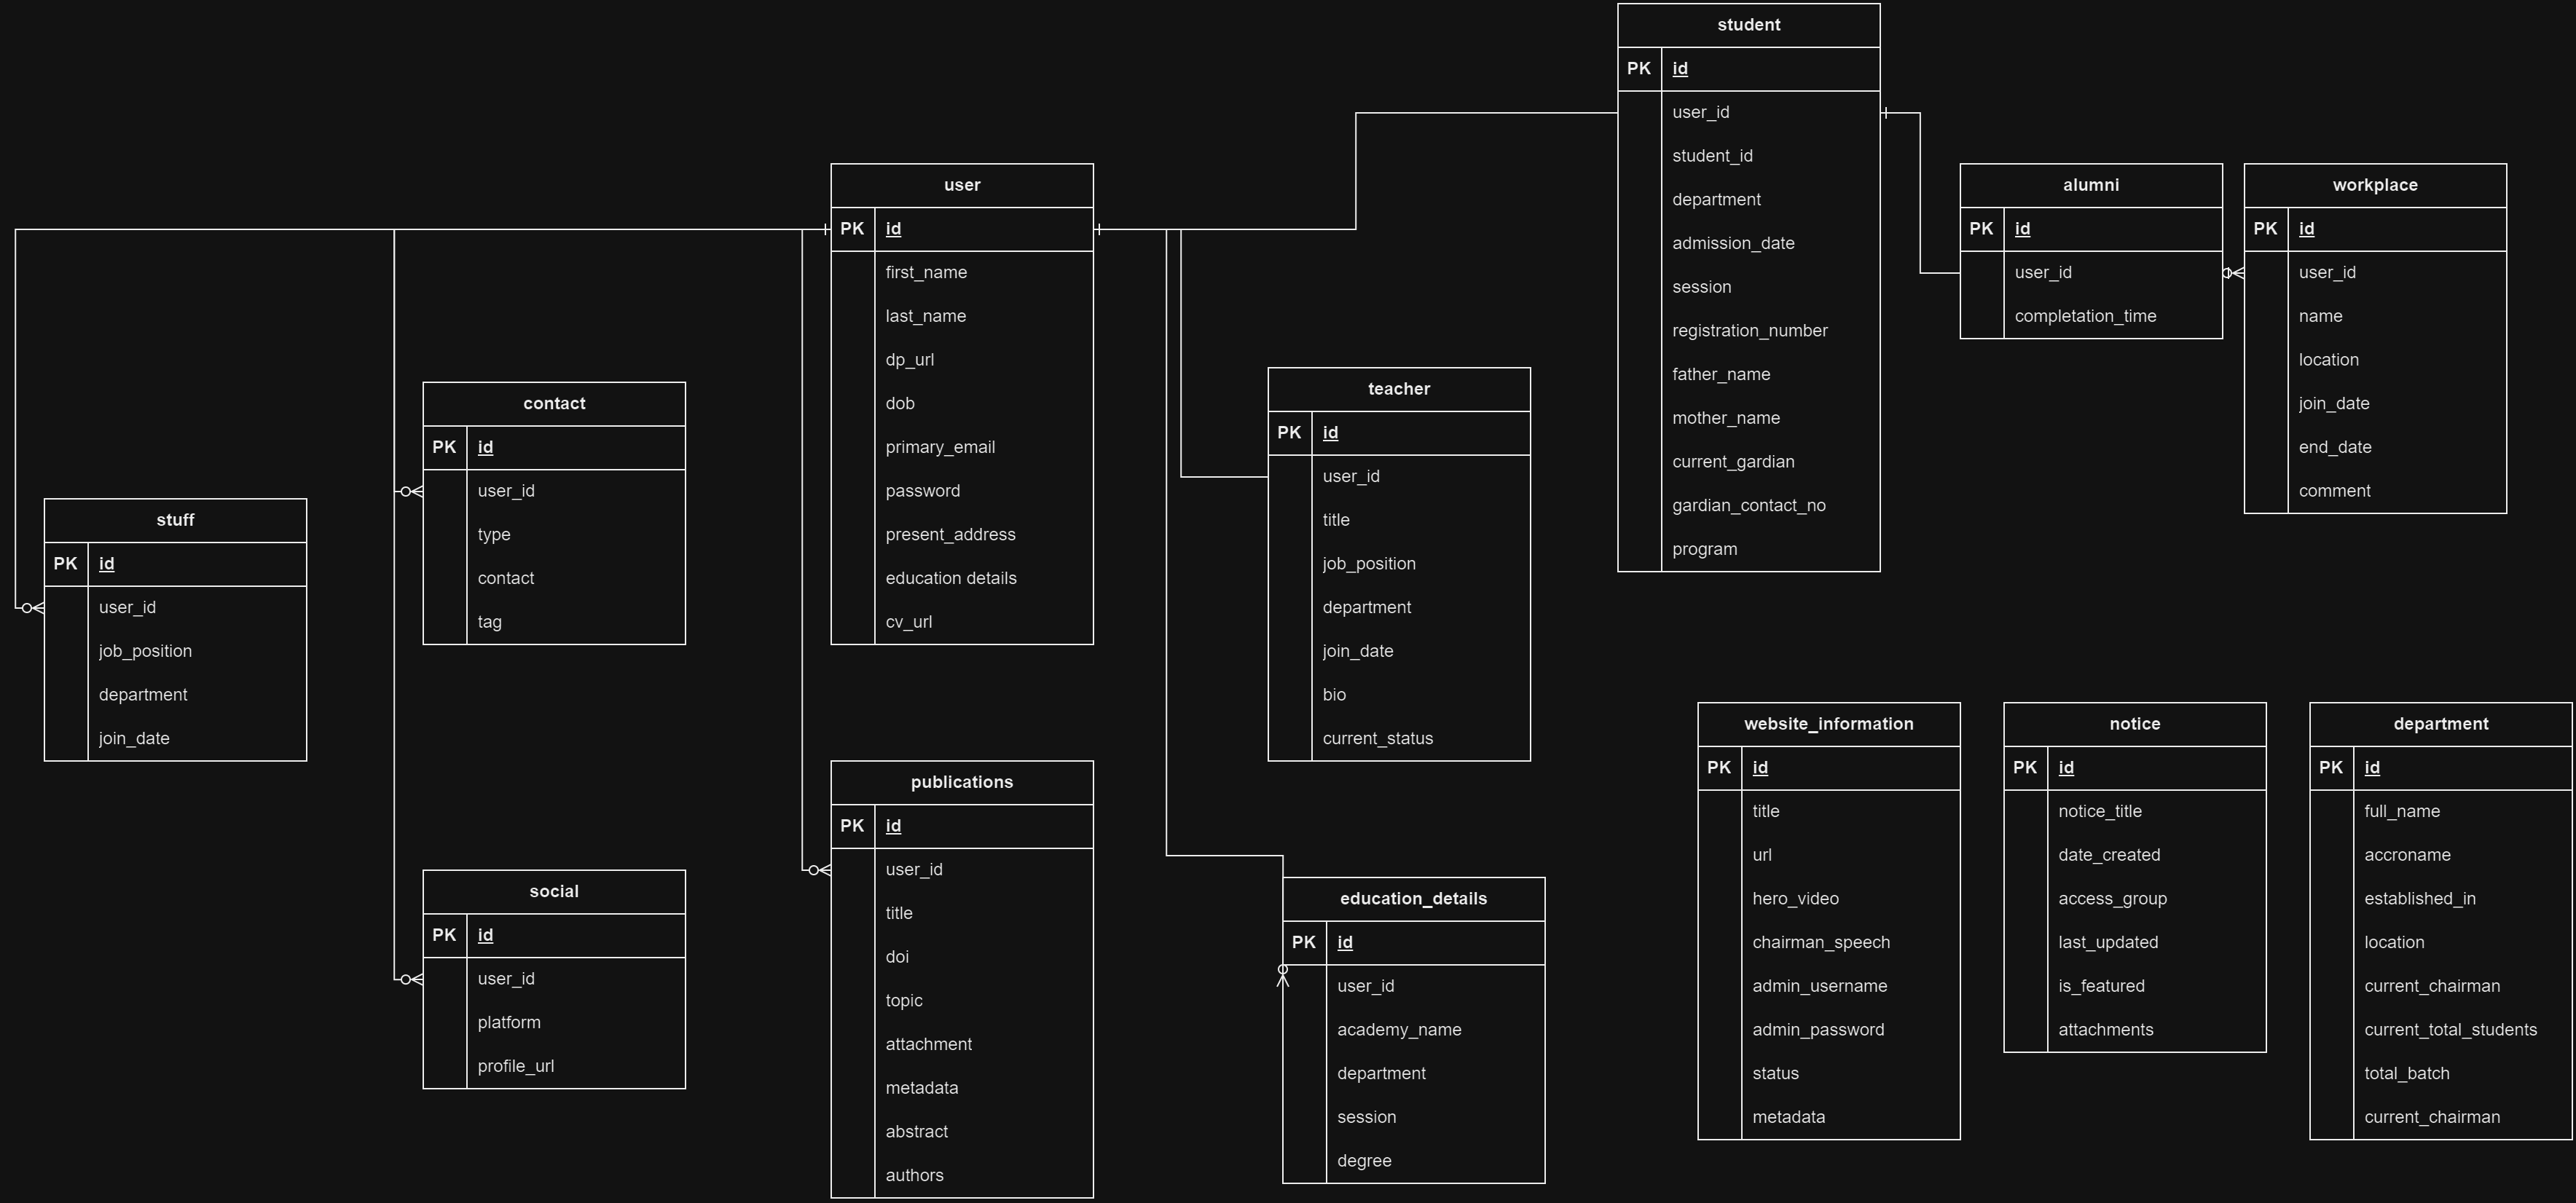 student
PK id
user_id
student_id
department
admission_date
session
registration_number
father_name
mother_name
current_gardian
gardian_contact_no
program
user
PK id
first_name
last_name
dp_url
dob
primary_email
password
present_address
education details
cv_url
alumni
PK id
user_id
completation_time
workplace
PK id
user_id
name
location
join_date
end_date
comment
contact
PK id
user_id
type
contact
tag
teacher
PK id
user_id
title
job_position
department
join_date
bio
current_status
stuff
PK id
user_id
job_position
department
join_date
publications
PK id
user_id
title
doi
topic
attachment
metadata
abstract
authors
social
PK id
user_id
platform
profile_url
education_details
PK id
user_id
academy_name
department
session
degree
website_information
PK id
title
url
hero_video
chairman_speech
admin_username
admin_password
status
metadata
notice
PK id
notice_title
date_created
access_group
last_updated
is_featured
attachments
department
PK id
full_name
accroname
established_in
location
current_chairman
current_total_students
total_batch
current_chairman